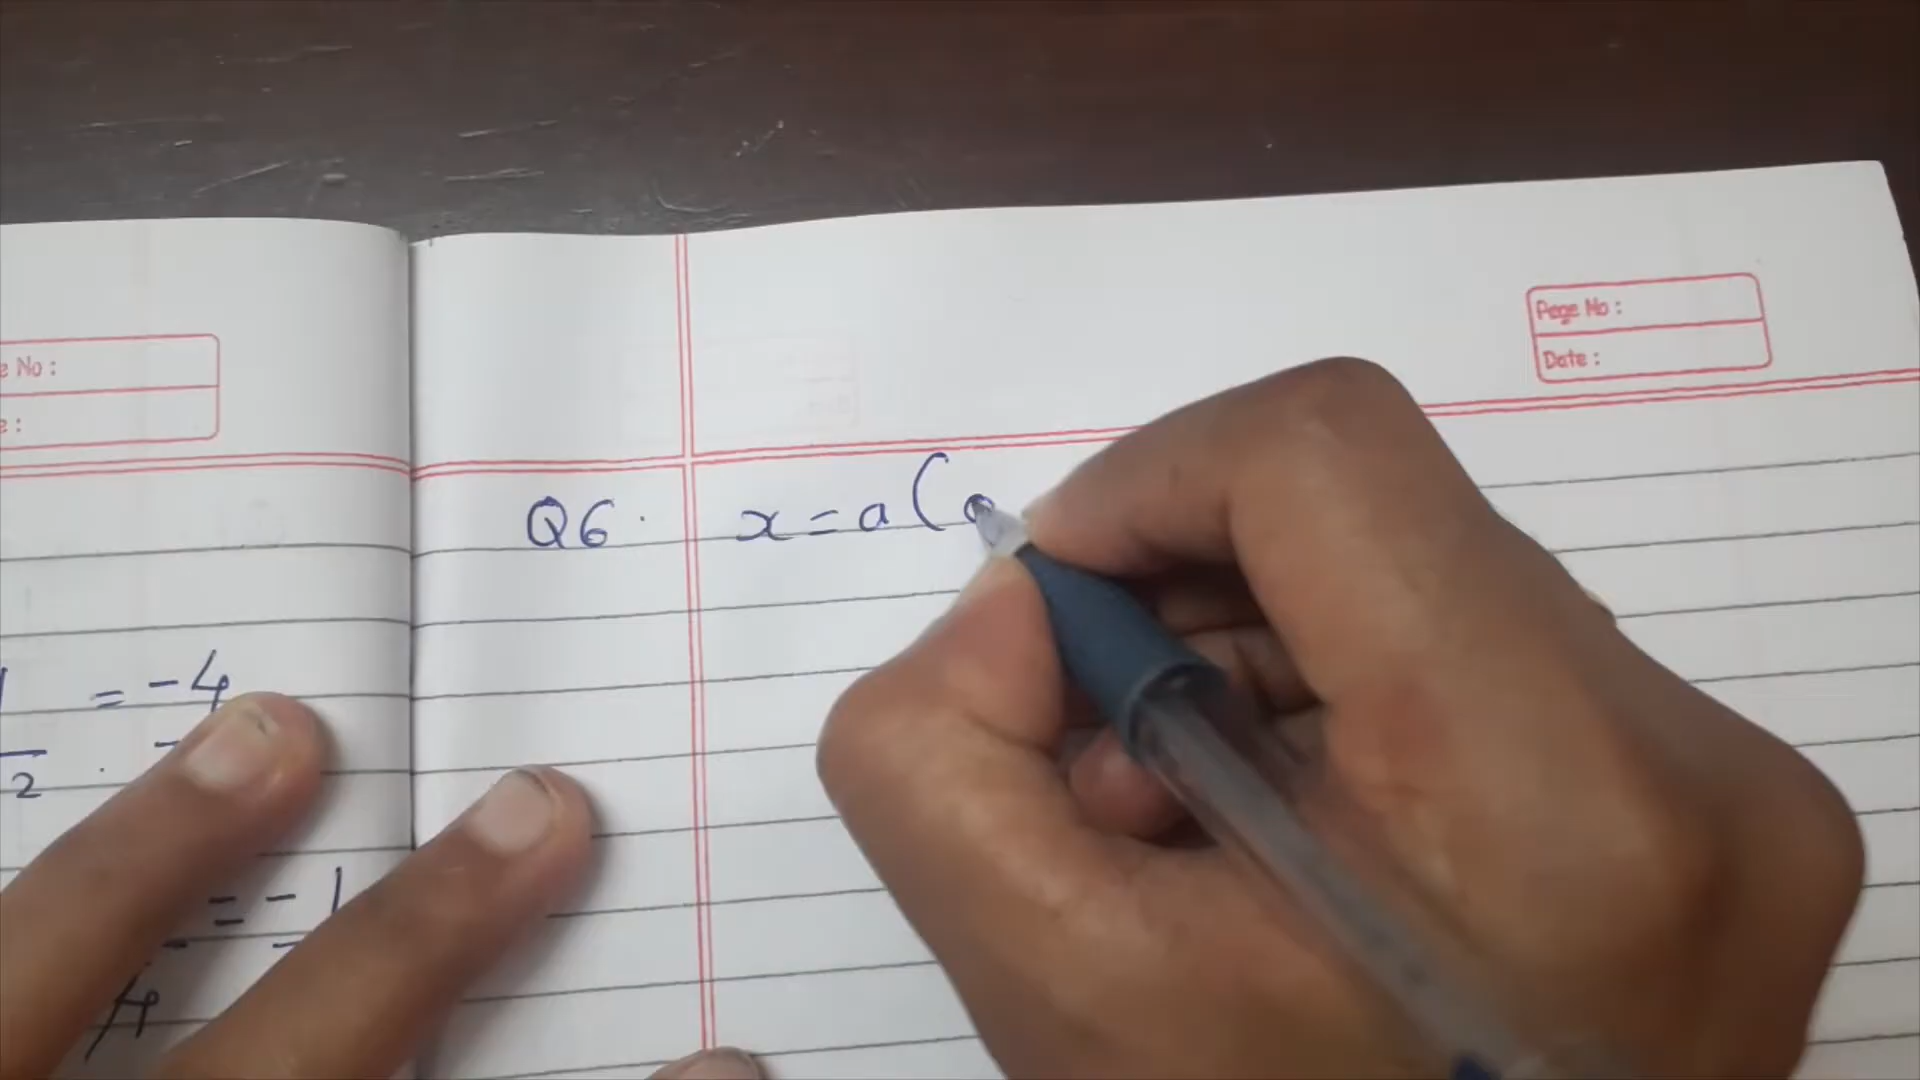 e No :
e :
= -4
2 .
= -1
4
Page No :
Date :
Q6. x = a (